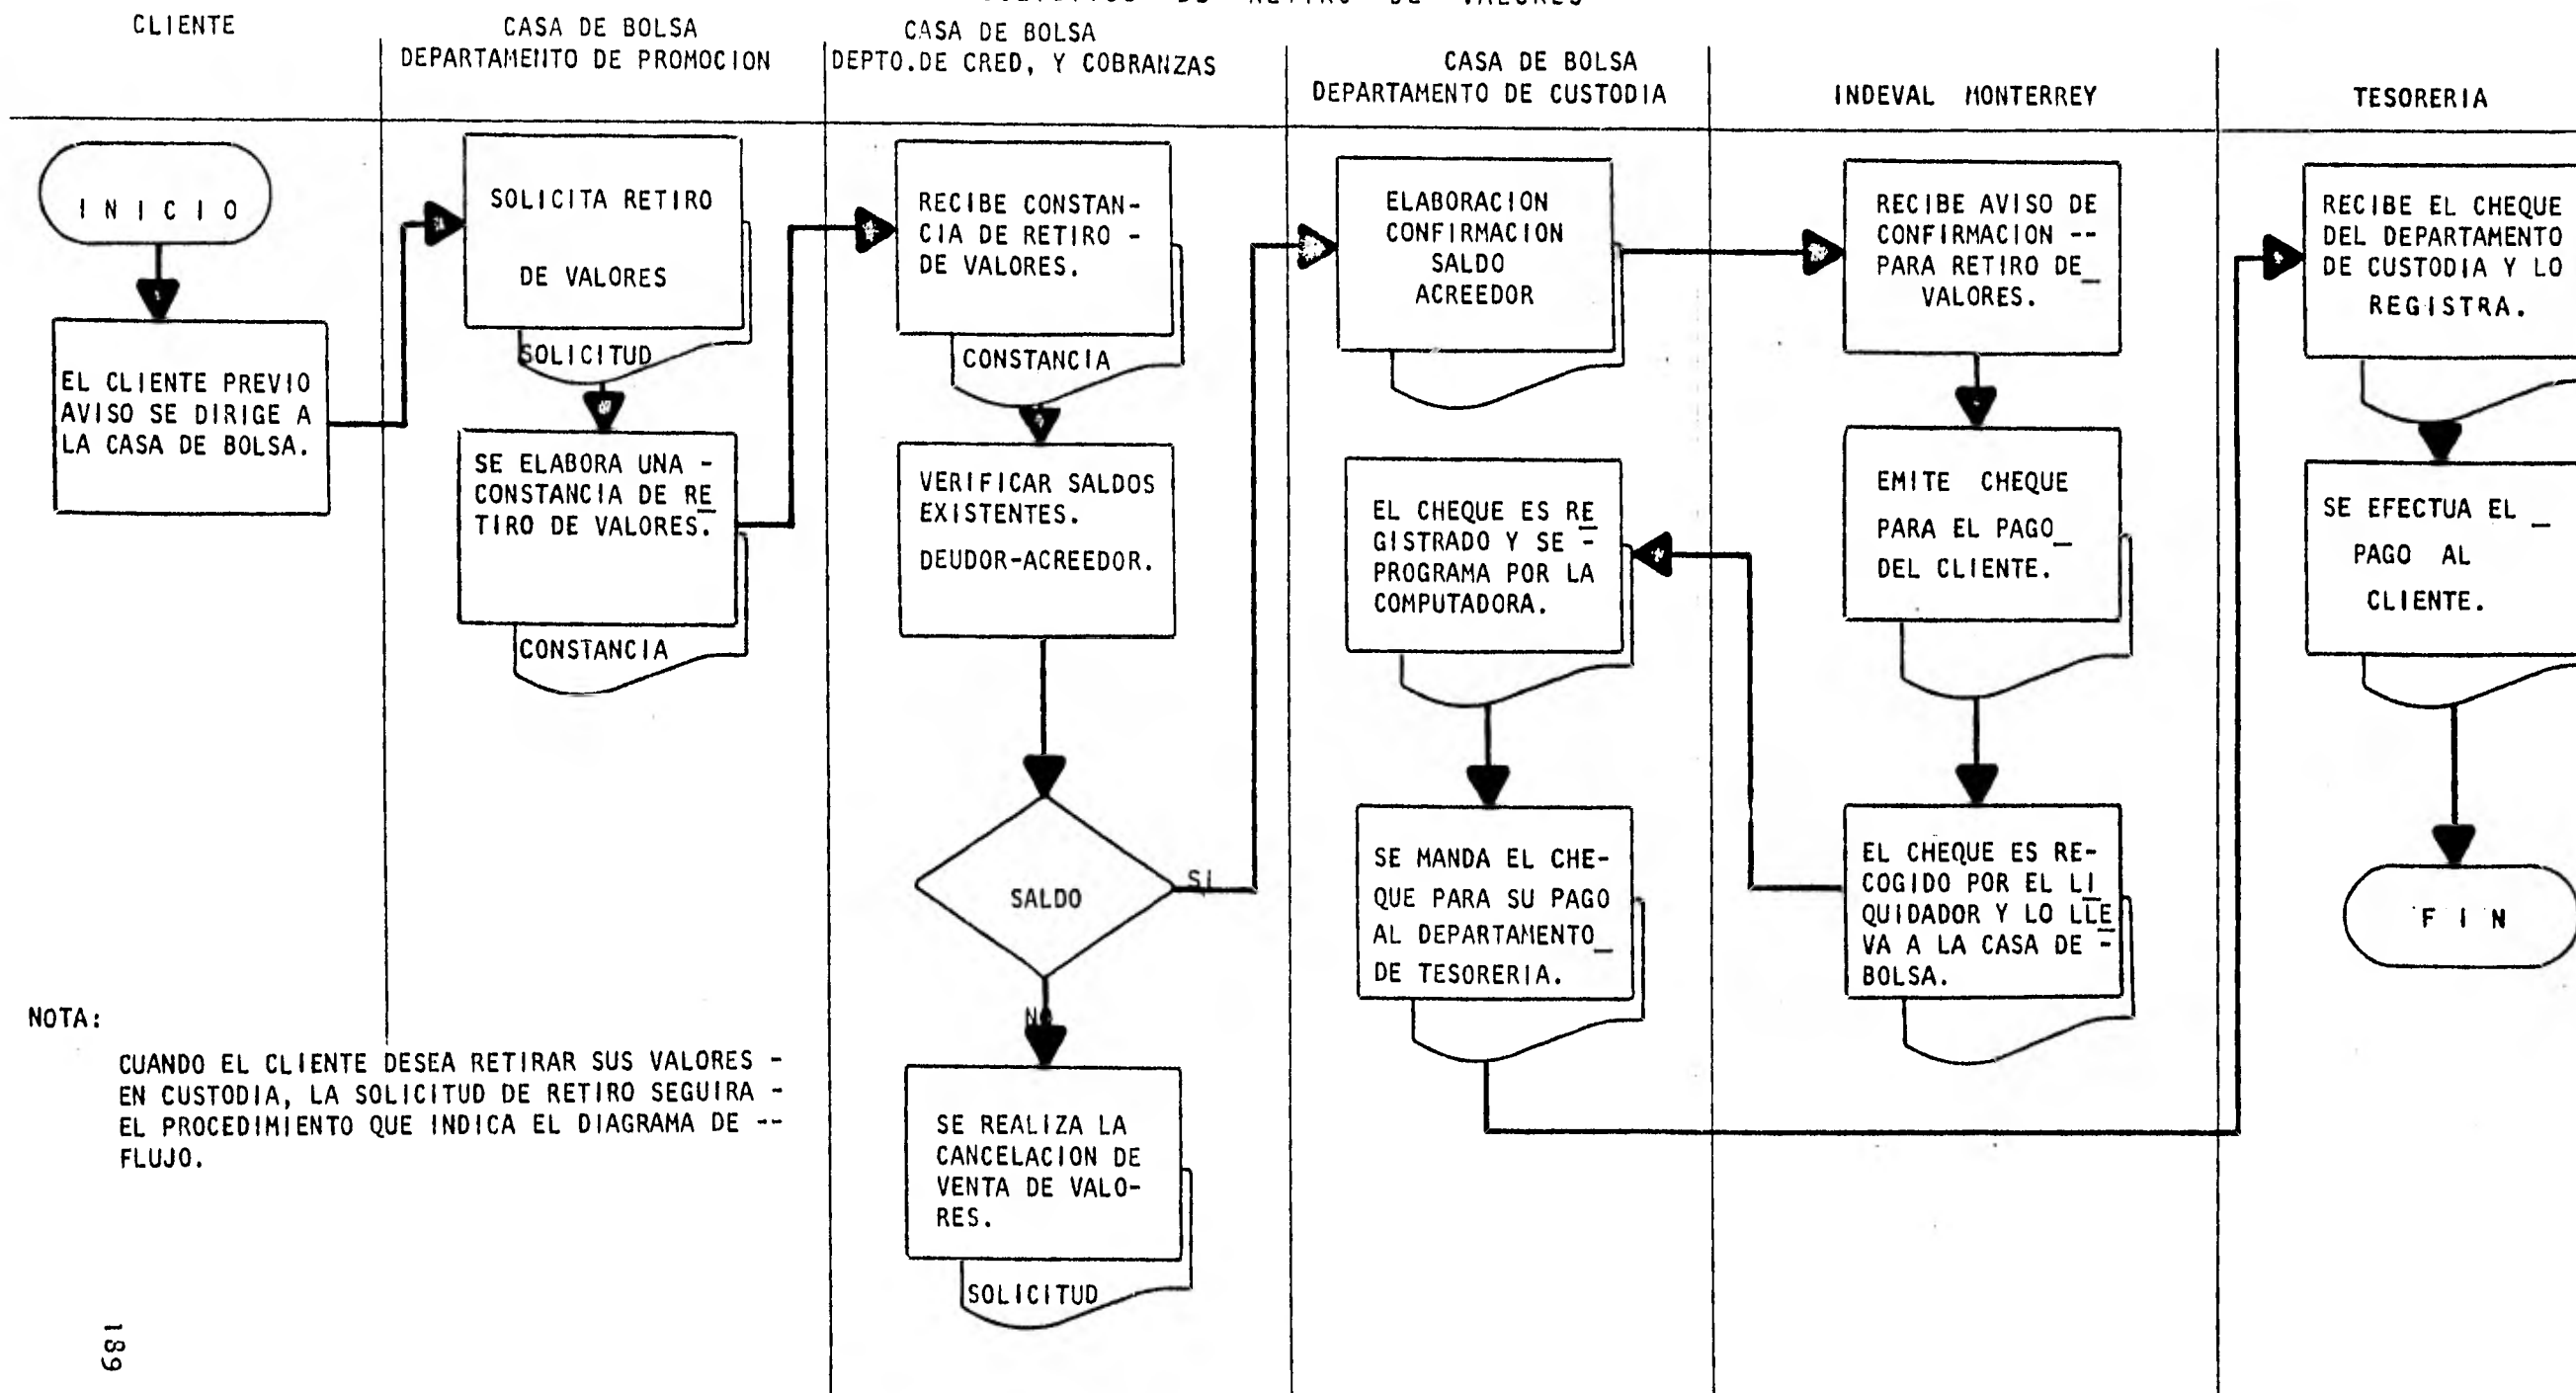 DE RETIRO DE VALORES
CLIENTE
CASA DE BOLSA
DEPARTAMENTO DE PROMOCION
CASA DE BOLSA
DEPTO.DE CRED, Y COBRANZAS
CASA DE BOLSA
DEPARTAMENTO DE CUSTODIA
INDEVAL MONTERREY
TESORERIA
I N I C I O
EL CLIENTE PREVIO
AVISO SE DIRIGE A
LA CASA DE BOLSA.
SOLICITA RETIRO
DE VALORES
SOLICITUD
SE ELABORA UNA -
CONSTANCIA DE RE
TIRO DE VALORES.
CONSTANCIA
RECIBE CONSTAN-
CIA DE RETIRO -
DE VALORES.
CONSTANCIA
VERIFICAR SALDOS
EXISTENTES.
DEUDOR-ACREEDOR.
SALDO
SI
NO
SE REALIZA LA
CANCELACION DE
VENTA DE VALO-
RES.
SOLICITUD
ELABORACION
CONFIRMACION
SALDO
ACREEDOR
EL CHEQUE ES RE
GISTRADO Y SE -
PROGRAMA POR LA
COMPUTADORA.
SE MANDA EL CHE-
QUE PARA SU PAGO
AL DEPARTAMENTO_
DE TESORERIA.
RECIBE AVISO DE
CONFIRMACION --
PARA RETIRO DE_
VALORES.
EMITE CHEQUE
PARA EL PAGO_
DEL CLIENTE.
EL CHEQUE ES RE-
COGIDO POR EL LI
QUIDADOR Y LO LLE
VA A LA CASA DE -
BOLSA.
RECIBE EL CHEQUE
DEL DEPARTAMENTO
DE CUSTODIA Y LO
REGISTRA.
SE EFECTUA EL _
PAGO AL
CLIENTE.
F I N
NOTA:
CUANDO EL CLIENTE DESEA RETIRAR SUS VALORES -
EN CUSTODIA, LA SOLICITUD DE RETIRO SEGUIRA -
EL PROCEDIMIENTO QUE INDICA EL DIAGRAMA DE --
FLUJO.
189